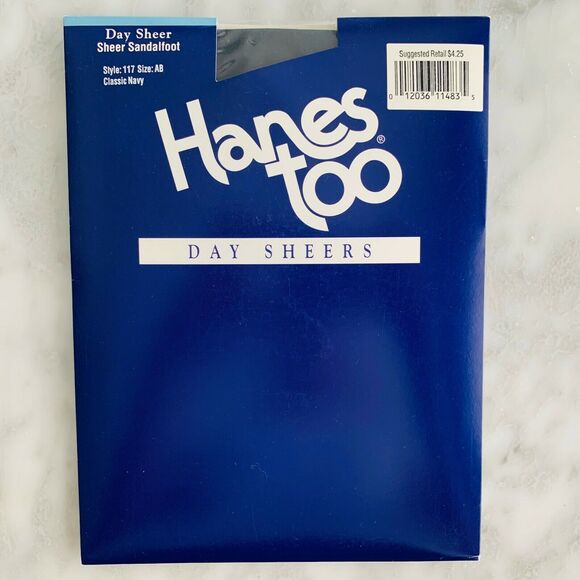 Day Sheer
Sheer Sandalfoot
Style: 117 Size: AB
Classic Navy
Suggested Retail $4.25
0 12036 11483 5
Hanes
too®
DAY SHEERS